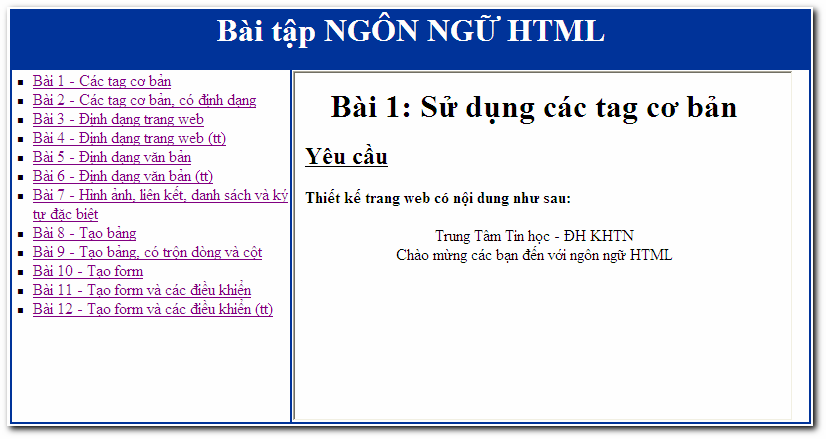 Bài tập NGÔN NGỮ HTML
Bài 1 - Các tag cơ bản
Bài 2 - Các tag cơ bản, có định dạng
Bài 3 - Định dạng trang web
Bài 4 - Định dạng trang web (tt)
Bài 5 - Định dạng văn bản
Bài 6 - Định dạng văn bản (tt)
Bài 7 - Hình ảnh, liên kết, danh sách và ký
tự đặc biệt
Bài 8 - Tạo bảng
Bài 9 - Tạo bảng, có trộn dòng và cột
Bài 10 - Tạo form
Bài 11 - Tạo form và các điều khiển
Bài 12 - Tạo form và các điều khiển (tt)
Bài 1: Sử dụng các tag cơ bản
Yêu cầu
Thiết kế trang web có nội dung như sau:
Trung Tâm Tin học - ĐH KHTN
Chào mừng các bạn đến với ngôn ngữ HTML